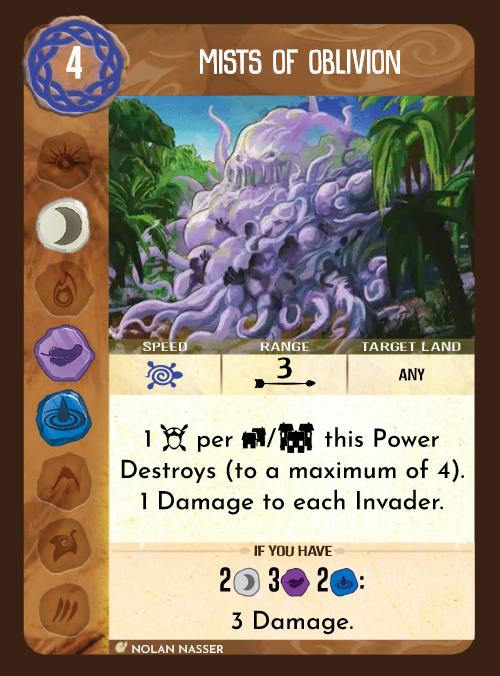 4
MISTS OF OBLIVION
SPEED RANGE TARGET LAND
3 ANY
1 per / this Power
Destroys (to a maximum of 4).
1 Damage to each Invader.
IF YOU HAVE
2 3 2 :
3 Damage.
NOLAN NASSER